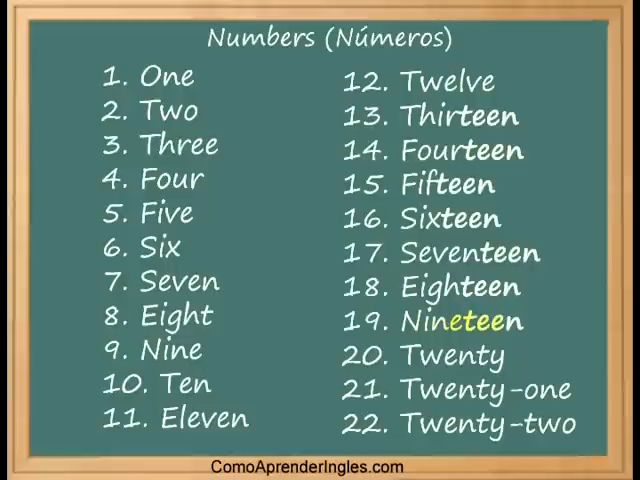 Numbers (Números)
1. One
2. Two
3. Three
4. Four
5. Five
6. Six
7. Seven
8. Eight
9. Nine
10. Ten
11. Eleven
12. Twelve
13. Thirteen
14. Fourteen
15. Fifteen
16. Sixteen
17. Seventeen
18. Eighteen
19. Nineteen
20. Twenty
21. Twenty-one
22. Twenty-two
ComoAprenderIngles.com